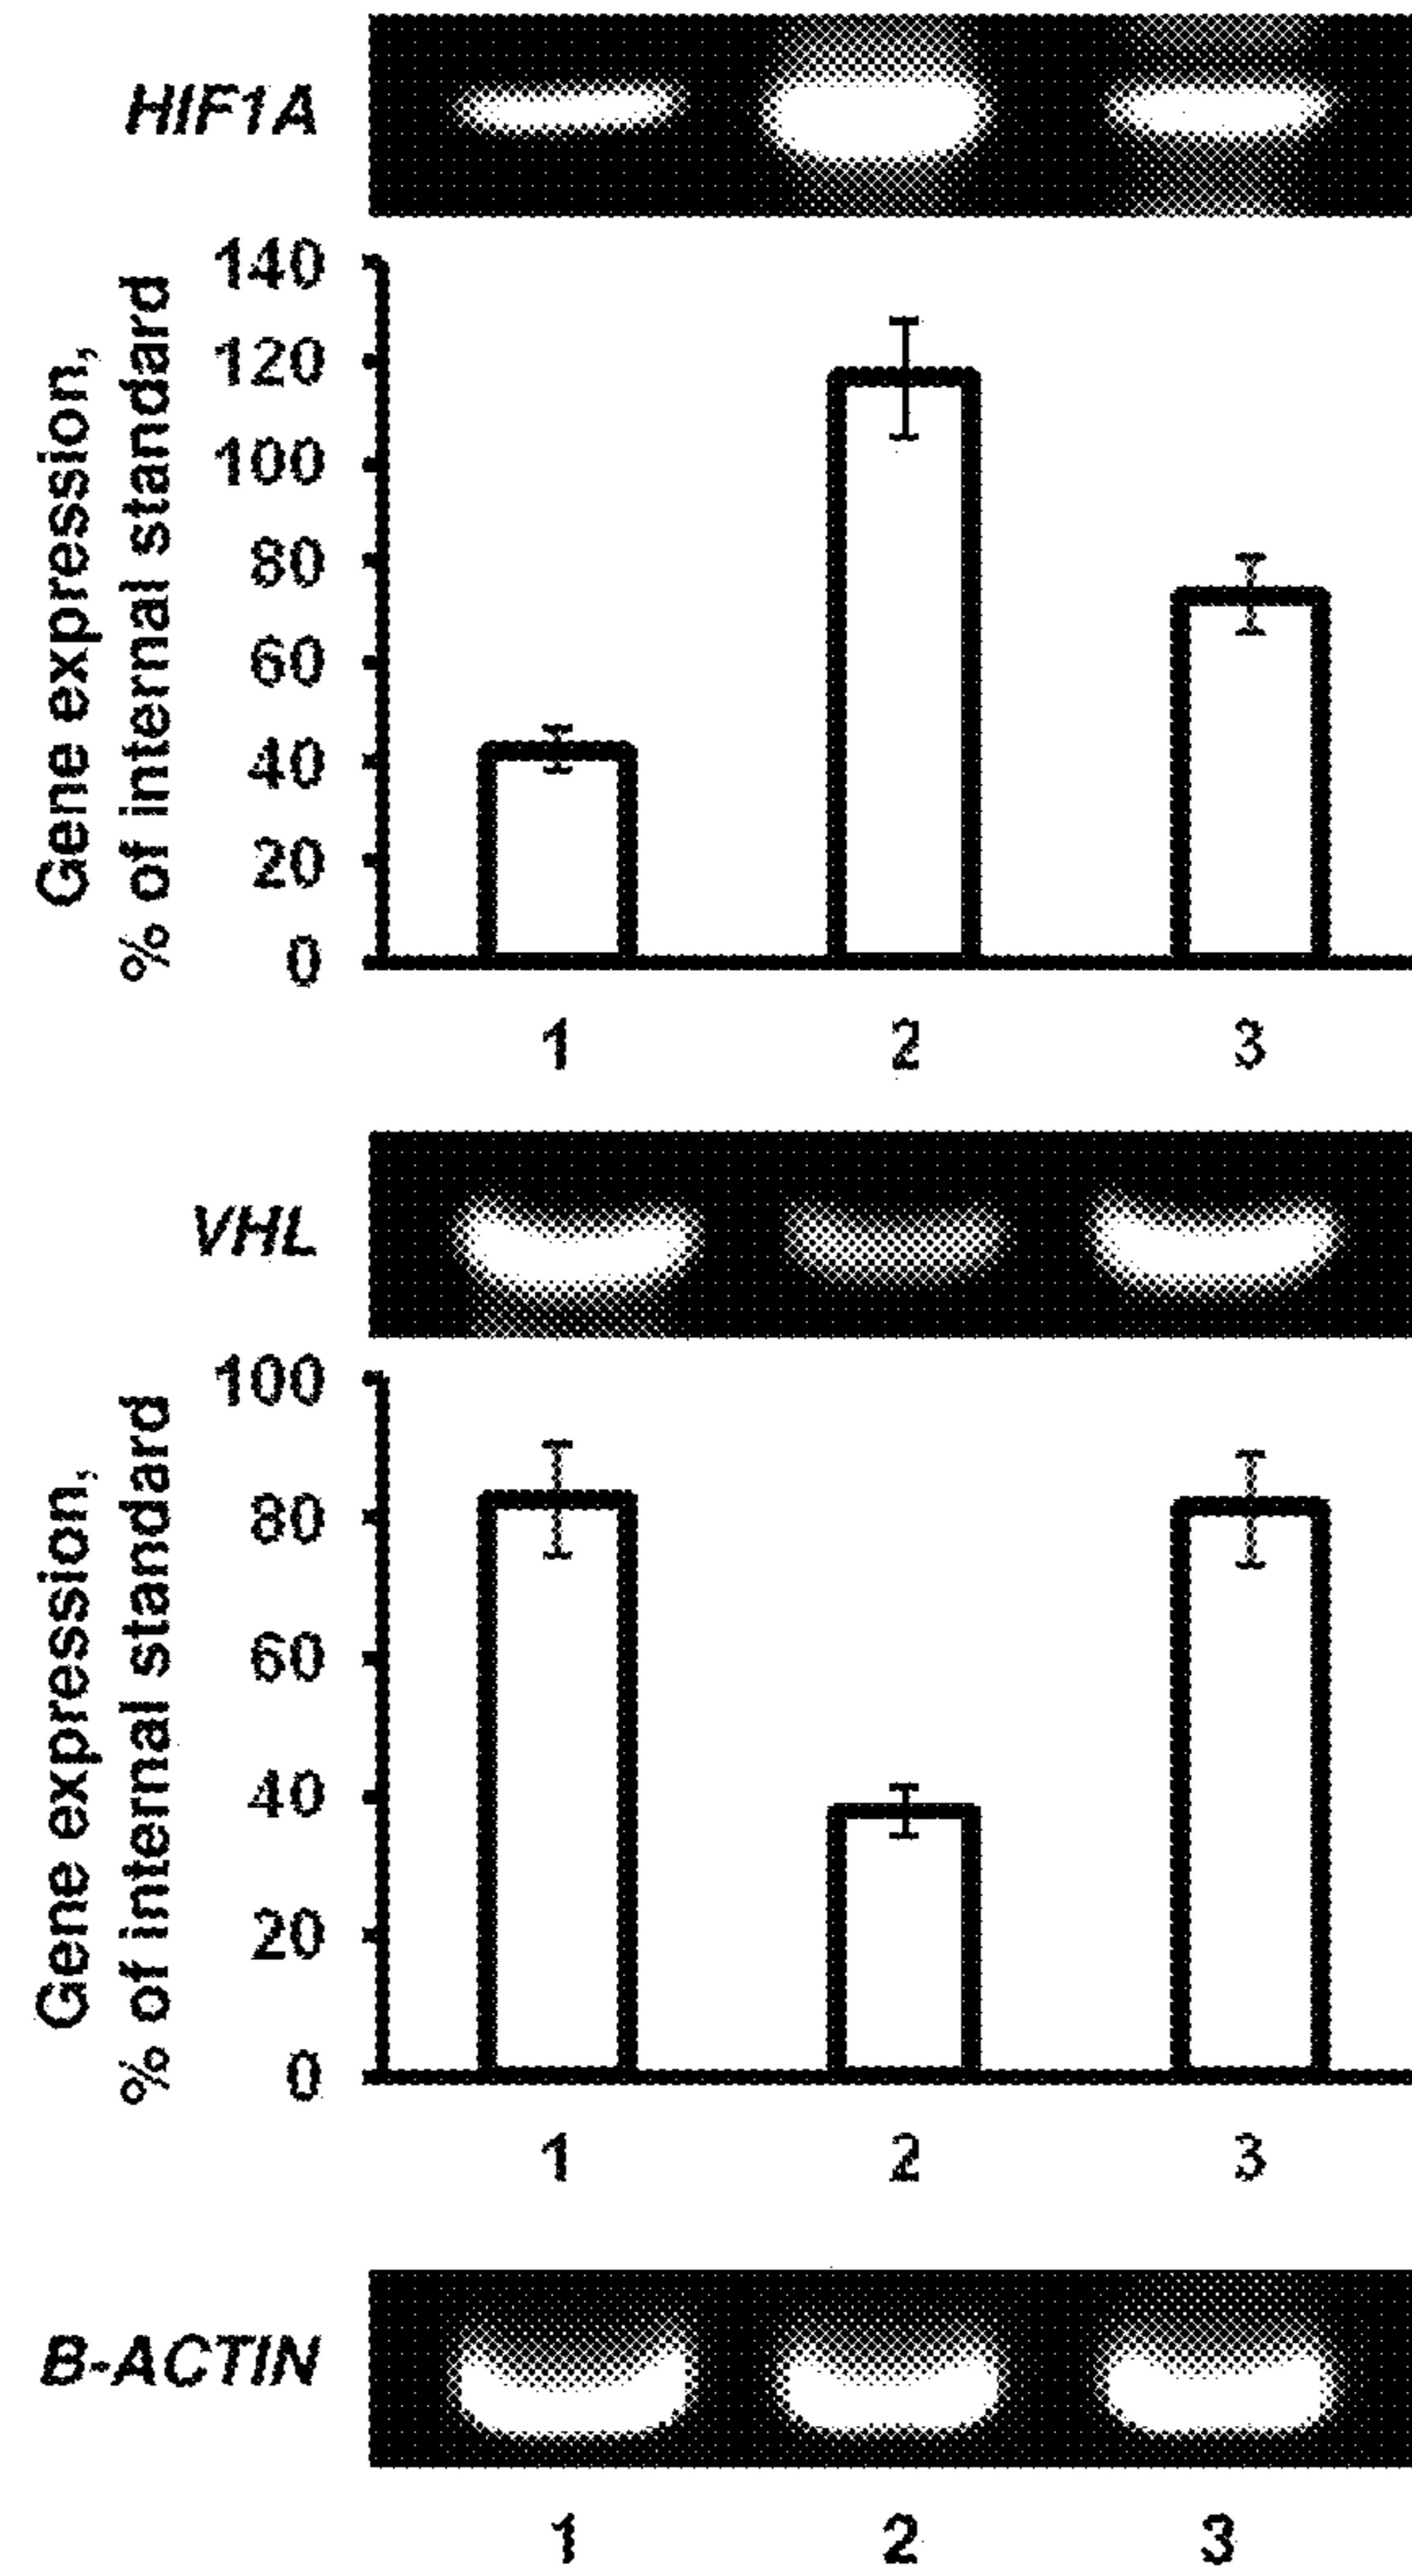 HIF1A
Gene expression,
% of internal standard
140
120
100
80
60
40
20
0
1 2 3
VHL
Gene expression,
% of internal standard
100
80
60
40
20
0
1 2 3
B-ACTIN
1 2 3